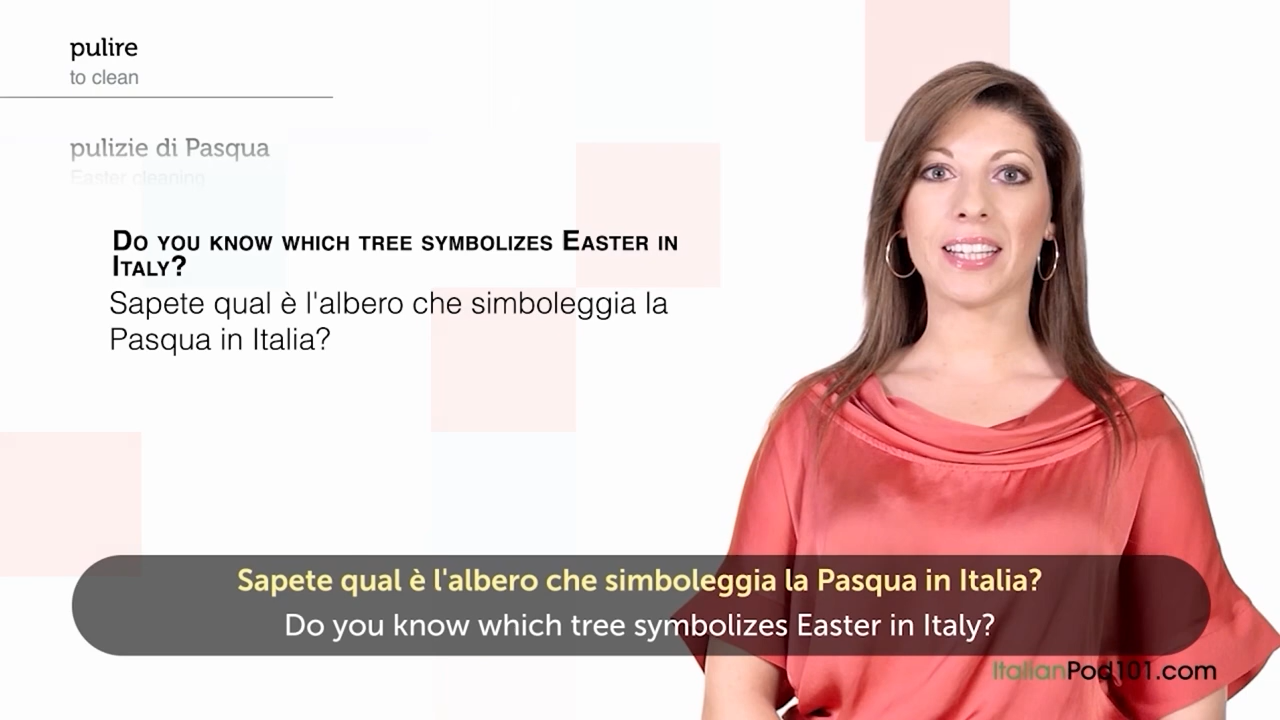 pulire
to clean
pulizie di Pasqua
Easter cleaning
Do you know which tree symbolizes Easter in
Italy?
Sapete qual è l'albero che simboleggia la
Pasqua in Italia?
Sapete qual è l'albero che simboleggia la Pasqua in Italia?
Do you know which tree symbolizes Easter in Italy?
ItalianPod101.com